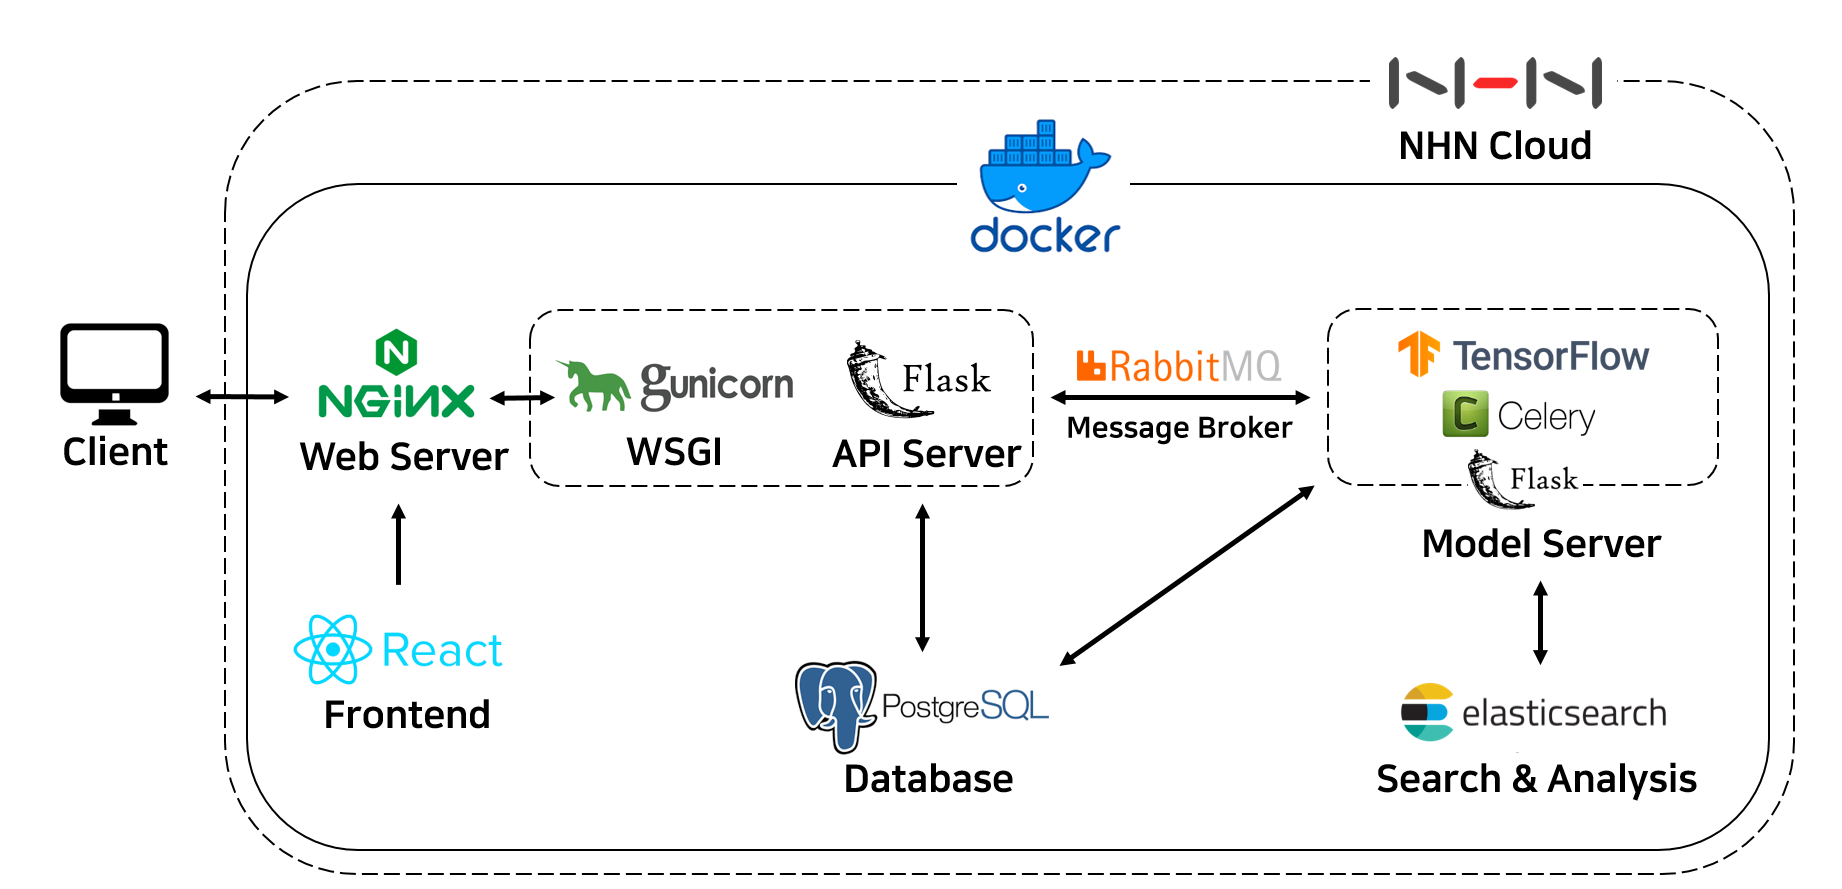 NHN Cloud
docker
Client
NGINX
Web Server
gunicorn
WSGI
Flask
API Server
RabbitMQ
Message Broker
TensorFlow
C Celery
Flask
Model Server
React
Frontend
PostgreSQL
Database
elasticsearch
Search & Analysis